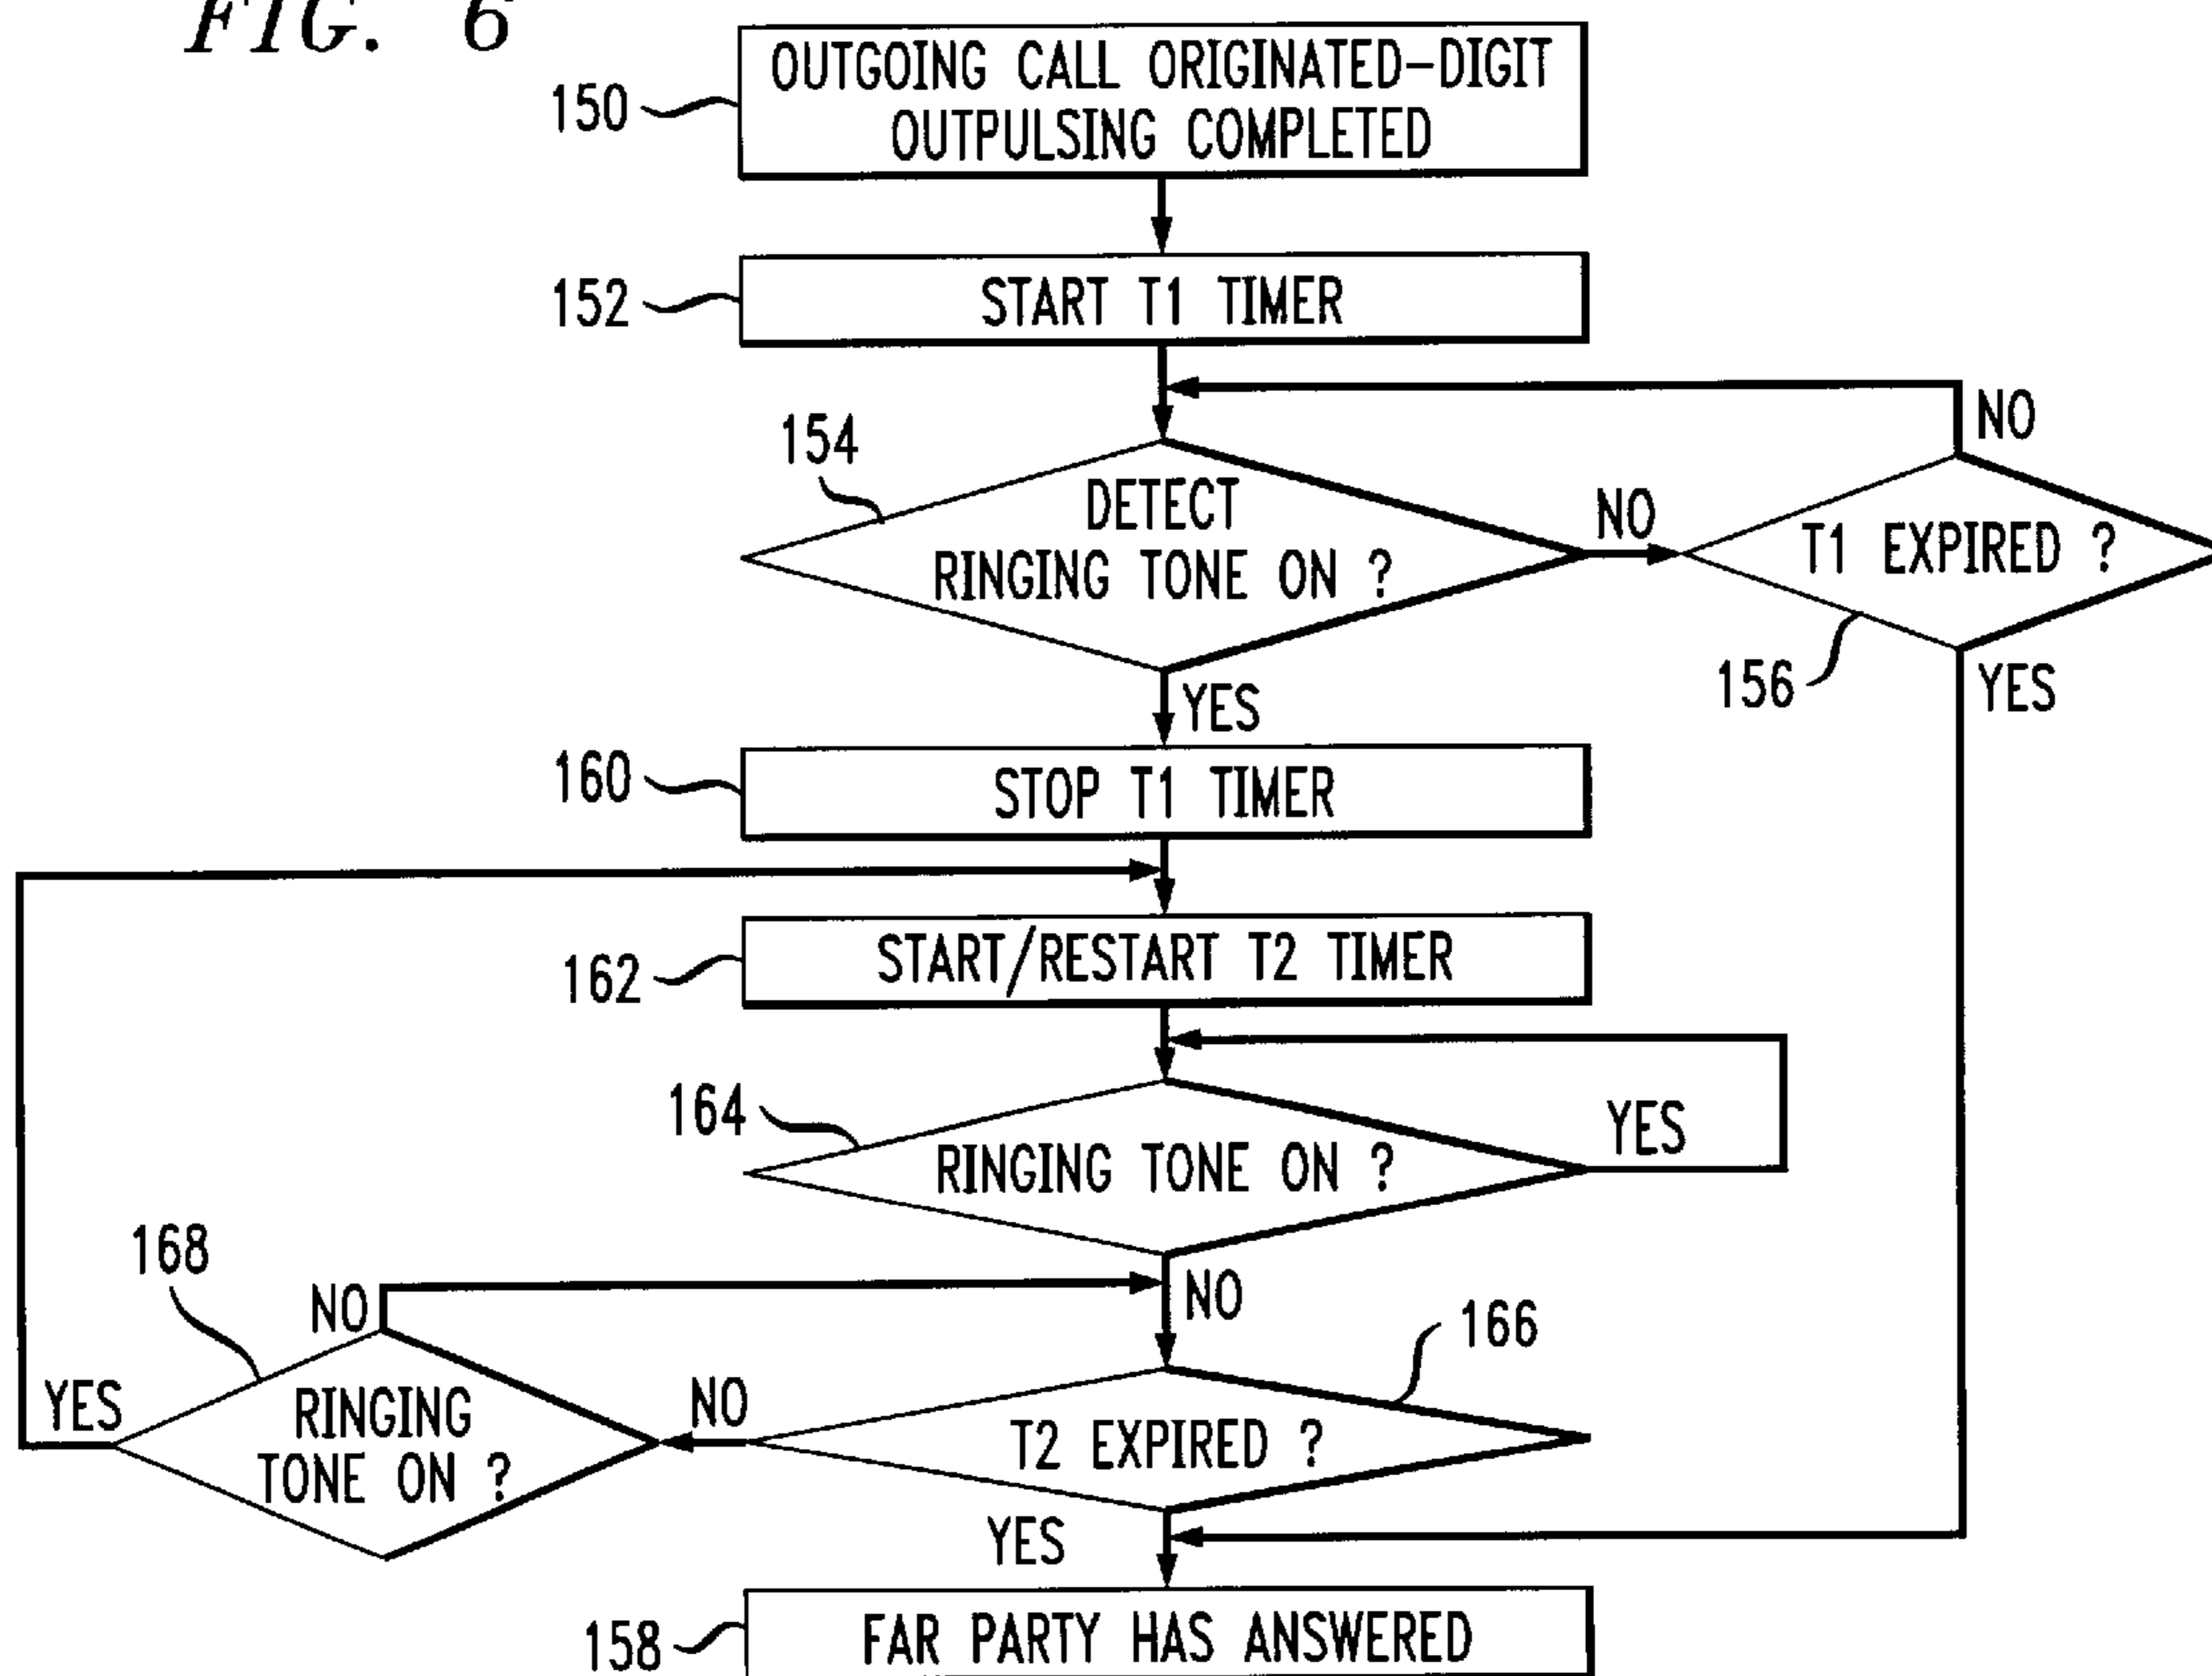 FIG. 6
150
OUTGOING CALL ORIGINATED-DIGIT
OUTPULSING COMPLETED
152
START T1 TIMER
NO
154
DETECT
RINGING TONE ON ?
NO
T1 EXPIRED ?
156
YES
YES
160
STOP T1 TIMER
162
START/RESTART T2 TIMER
164
RINGING TONE ON ?
YES
168
NO
NO
166
YES
RINGING
TONE ON ?
NO
T2 EXPIRED ?
YES
158
FAR PARTY HAS ANSWERED